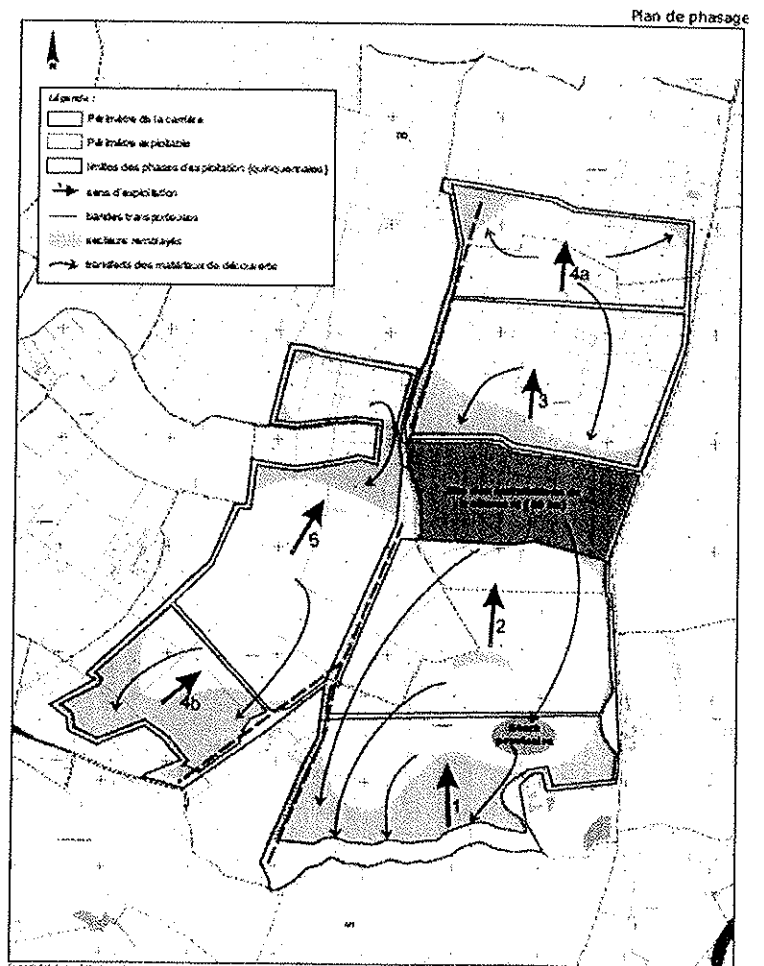 Plan de phasage
Légende :
Périmètre de la carrière
Périmètre exploitable
limites des phases d'exploitation (quinquennales)
sens d'exploitation
bandes transporteuses
secteurs remblayés
transferts des matériaux de découverte
4a
3
5
2
4b
1